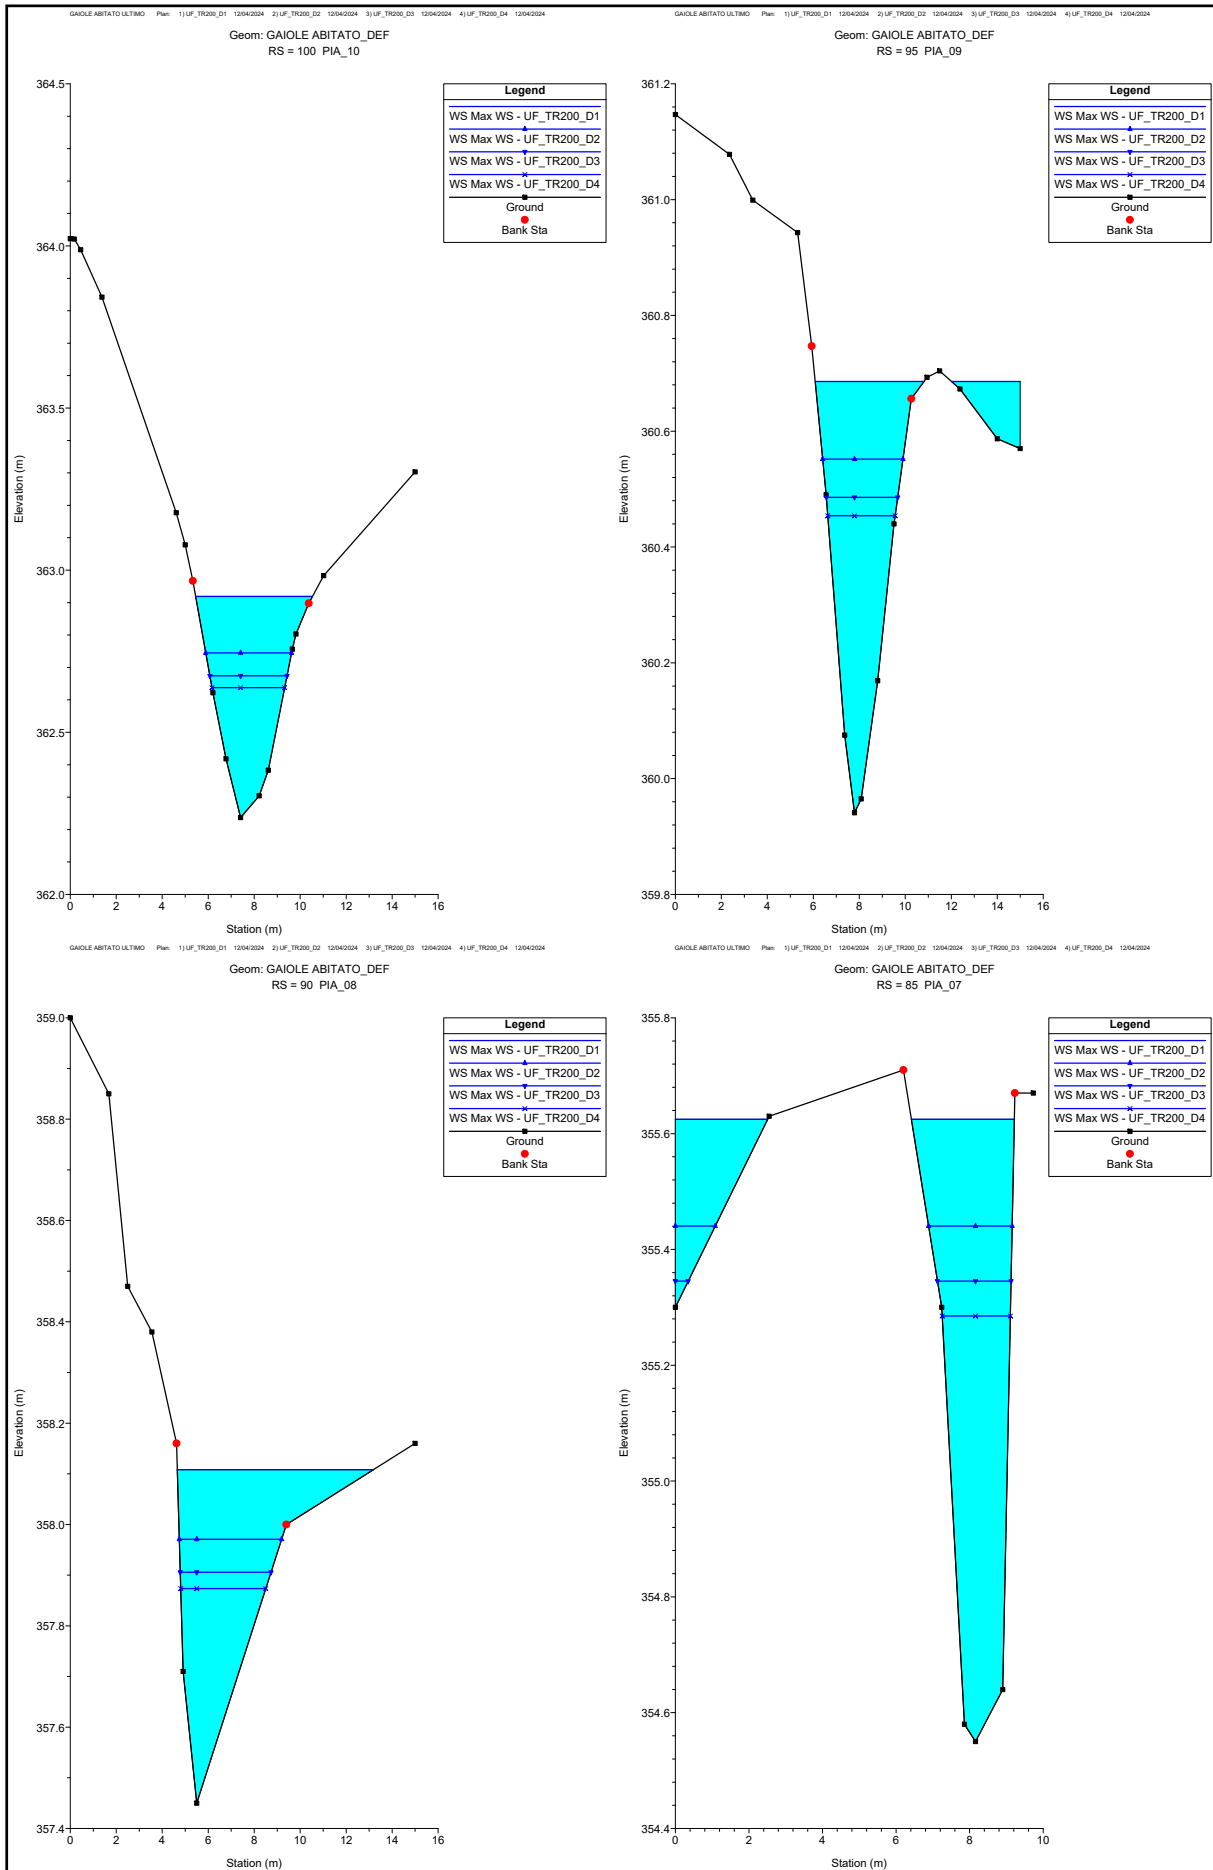 GAIOLE ABITATO ULTIMO Plan: 1) UF_TR200_D1 12/04/2024 2) UF_TR200_D2 12/04/2024 3) UF_TR200_D3 12/04/2024 4) UF_TR200_D4 12/04/2024
Geom: GAIOLE ABITATO_DEF
RS = 100 PIA_10
Legend
WS Max WS - UF_TR200_D1
WS Max WS - UF_TR200_D2
WS Max WS - UF_TR200_D3
WS Max WS - UF_TR200_D4
Ground
Bank Sta
364.5
364.0
363.5
363.0
362.5
362.0
Elevation (m)
0 2 4 6 8 10 12 14 16
Station (m)
GAIOLE ABITATO ULTIMO Plan: 1) UF_TR200_D1 12/04/2024 2) UF_TR200_D2 12/04/2024 3) UF_TR200_D3 12/04/2024 4) UF_TR200_D4 12/04/2024
Geom: GAIOLE ABITATO_DEF
RS = 95 PIA_09
Legend
WS Max WS - UF_TR200_D1
WS Max WS - UF_TR200_D2
WS Max WS - UF_TR200_D3
WS Max WS - UF_TR200_D4
Ground
Bank Sta
361.2
361.0
360.8
360.6
360.4
360.2
360.0
359.8
Elevation (m)
0 2 4 6 8 10 12 14 16
Station (m)
GAIOLE ABITATO ULTIMO Plan: 1) UF_TR200_D1 12/04/2024 2) UF_TR200_D2 12/04/2024 3) UF_TR200_D3 12/04/2024 4) UF_TR200_D4 12/04/2024
Geom: GAIOLE ABITATO_DEF
RS = 90 PIA_08
Legend
WS Max WS - UF_TR200_D1
WS Max WS - UF_TR200_D2
WS Max WS - UF_TR200_D3
WS Max WS - UF_TR200_D4
Ground
Bank Sta
359.0
358.8
358.6
358.4
358.2
358.0
357.8
357.6
357.4
Elevation (m)
0 2 4 6 8 10 12 14 16
Station (m)
GAIOLE ABITATO ULTIMO Plan: 1) UF_TR200_D1 12/04/2024 2) UF_TR200_D2 12/04/2024 3) UF_TR200_D3 12/04/2024 4) UF_TR200_D4 12/04/2024
Geom: GAIOLE ABITATO_DEF
RS = 85 PIA_07
Legend
WS Max WS - UF_TR200_D1
WS Max WS - UF_TR200_D2
WS Max WS - UF_TR200_D3
WS Max WS - UF_TR200_D4
Ground
Bank Sta
355.8
355.6
355.4
355.2
355.0
354.8
354.6
354.4
Elevation (m)
0 2 4 6 8 10
Station (m)